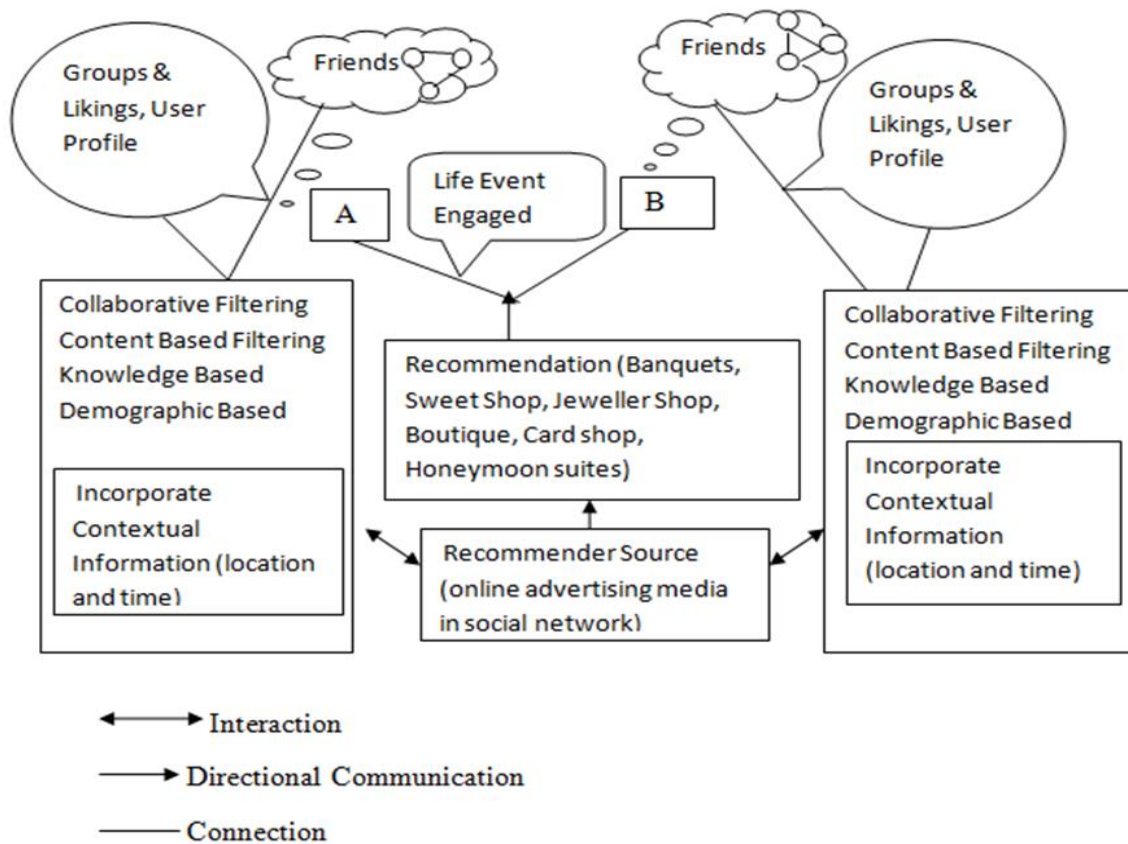 Groups &
Likings, User
Profile
Friends
Friends
Groups &
Likings, User
Profile
A
Life Event
Engaged
B
Collaborative Filtering
Content Based Filtering
Knowledge Based
Demographic Based
Incorporate
Contextual
Information (location
and time)
Recommendation (Banquets,
Sweet Shop, Jeweller Shop,
Boutique, Card shop,
Honeymoon suites)
Recommender Source
(online advertising media
in social network)
Collaborative Filtering
Content Based Filtering
Knowledge Based
Demographic Based
Incorporate
Contextual
Information
(location and time)
Interaction
Directional Communication
Connection